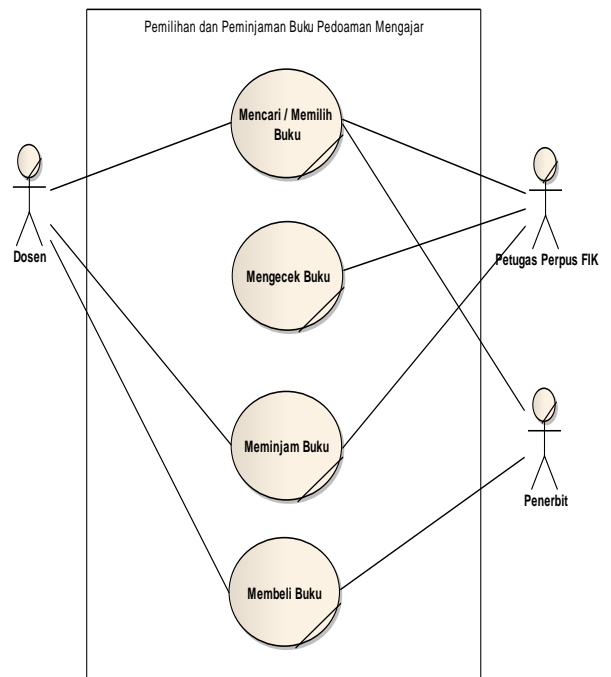 Pemilihan dan Peminjaman Buku Pedoaman Mengajar
Mencari / Memilih
Buku
Dosen
Petugas Perpus FIK
Mengecek Buku
Meminjam Buku
Penerbit
Membeli Buku